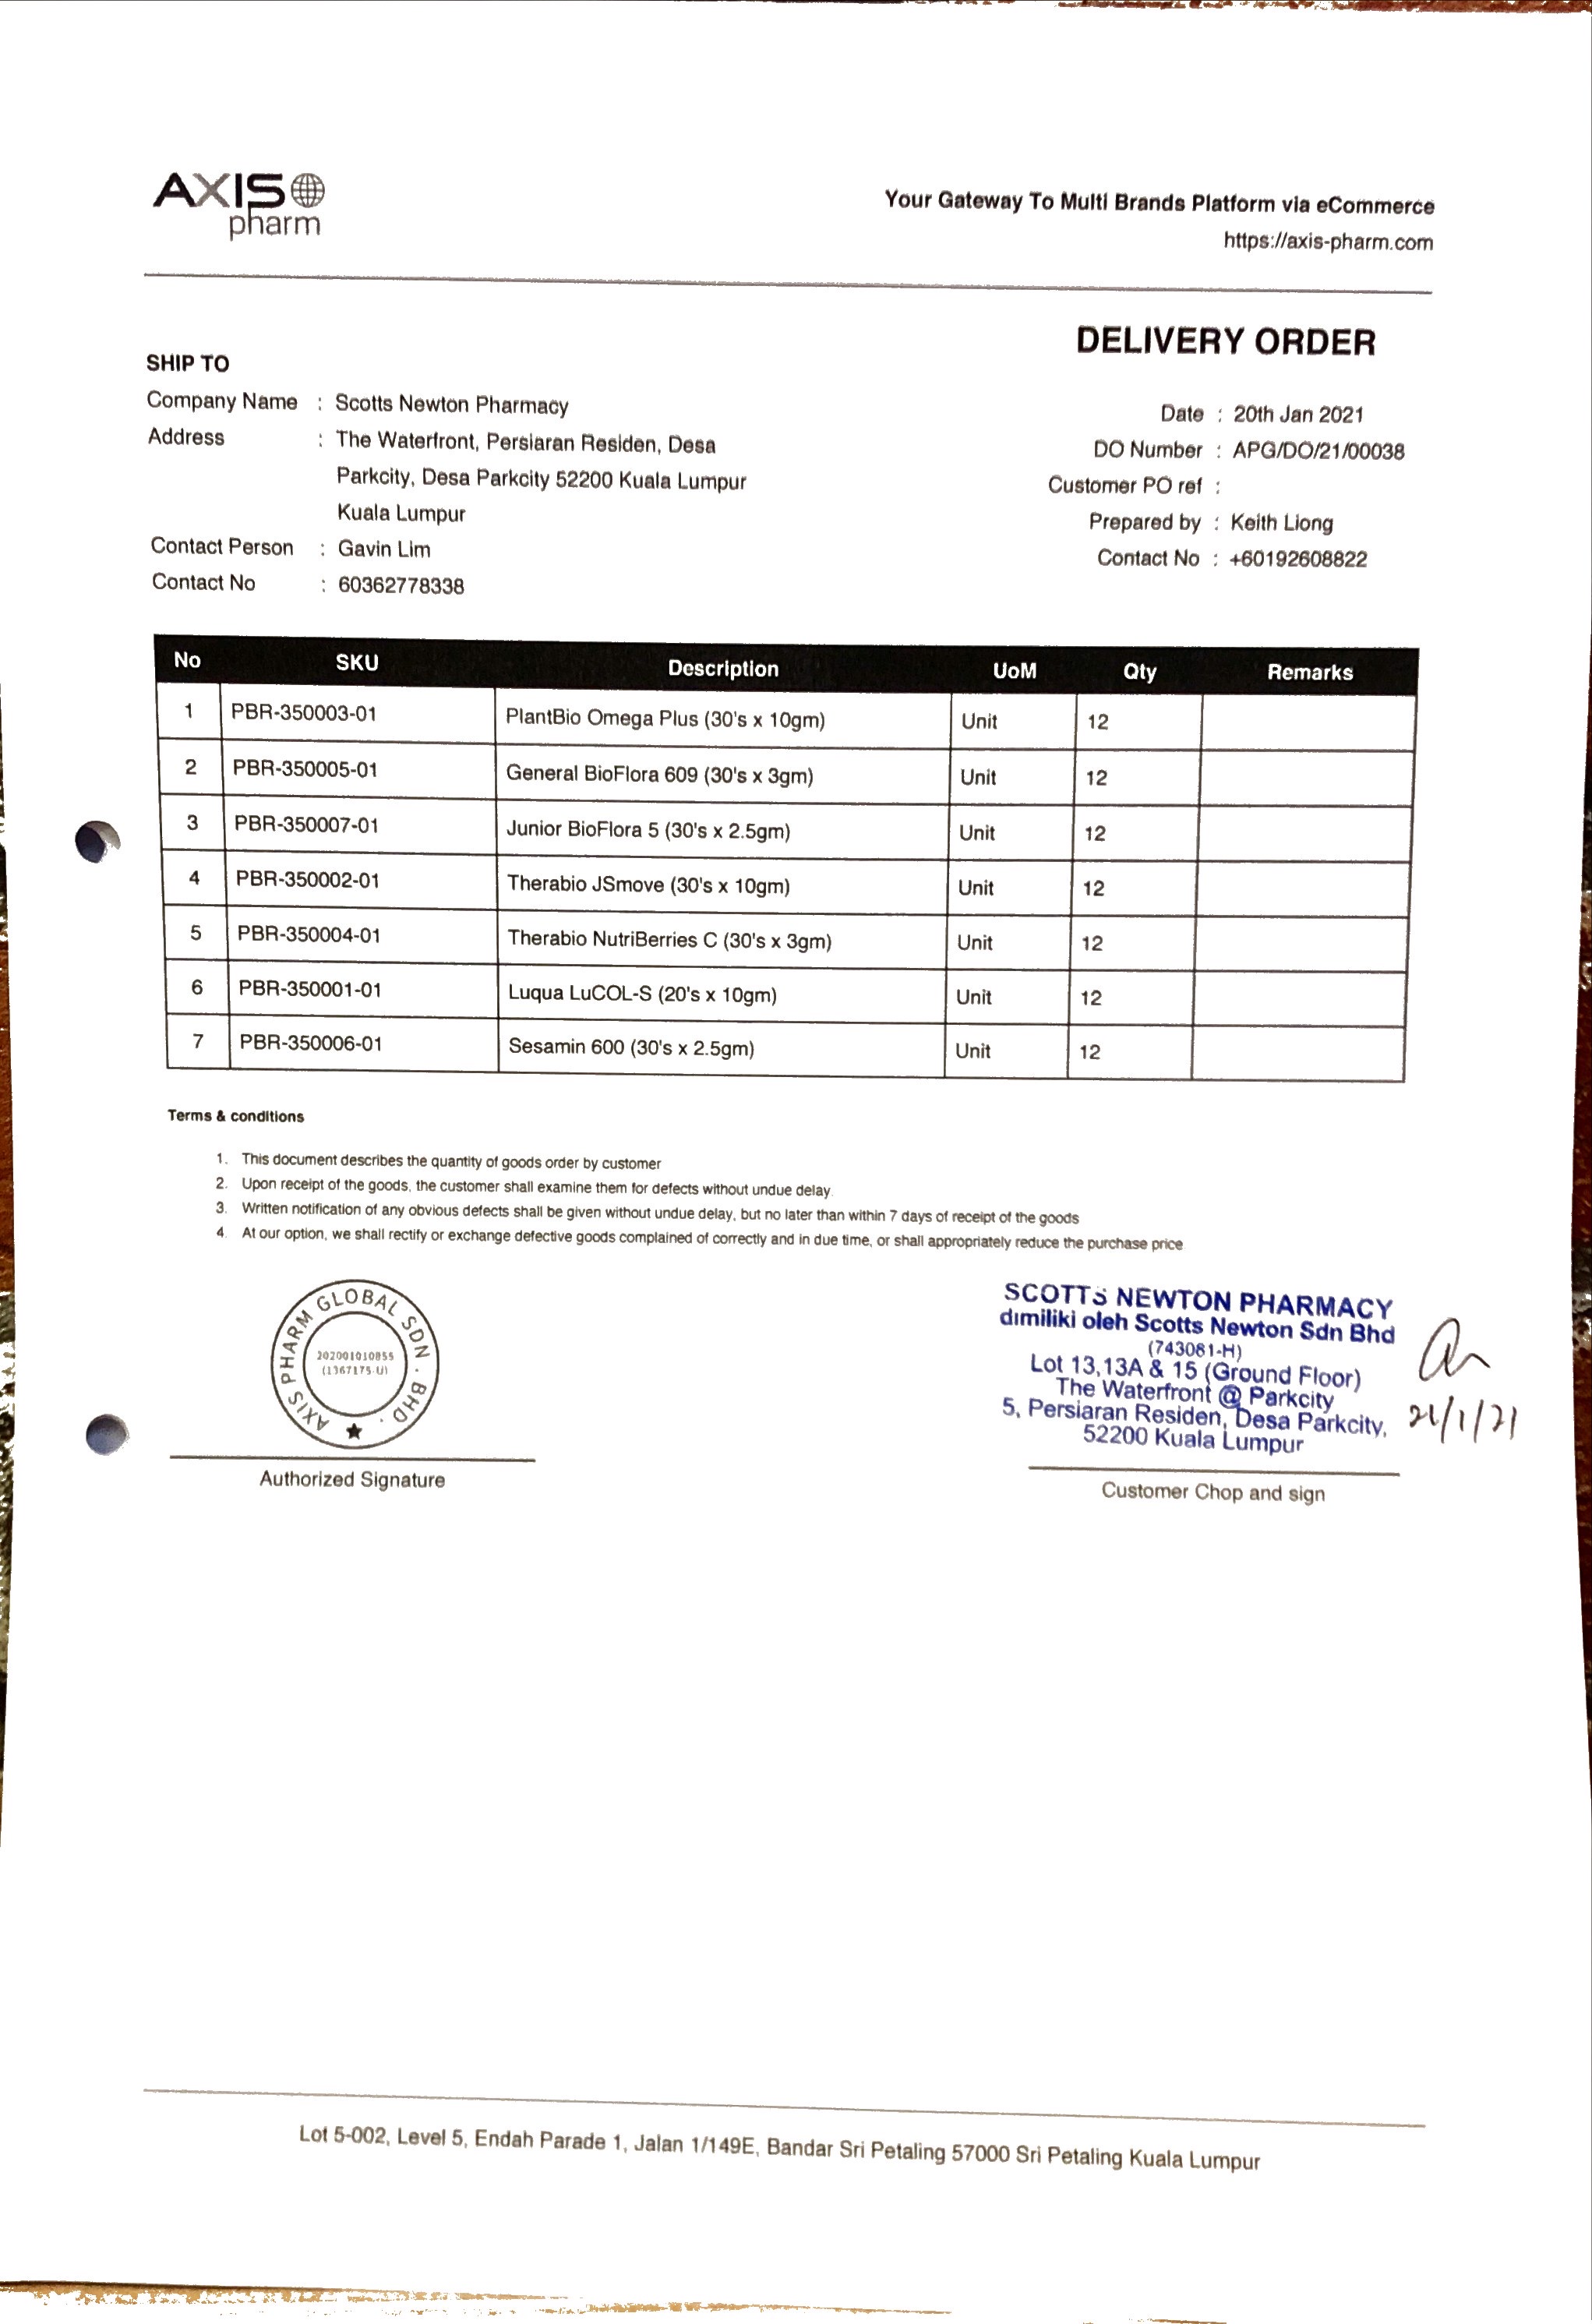 AXIS
pharm
Your Gateway To Multi Brands Platform via eCommerce
https://axis-pharm.com
DELIVERY ORDER
SHIP TO
Company Name : Scotts Newton Pharmacy
Address : The Waterfront, Persiaran Residen, Desa
Parkcity, Desa Parkcity 52200 Kuala Lumpur
Kuala Lumpur
Contact Person : Gavin Lim
Contact No : 60362778338
Date : 20th Jan 2021
DO Number : APG/DO/21/00038
Customer PO ref :
Prepared by : Keith Liong
Contact No : +60192608822
No SKU Description UoM Qty Remarks
1 PBR-350003-01 PlantBio Omega Plus (30's x 10gm) Unit 12
2 PBR-350005-01 General BioFlora 609 (30's x 3gm) Unit 12
3 PBR-350007-01 Junior BioFlora 5 (30's x 2.5gm) Unit 12
4 PBR-350002-01 Therabio JSmove (30's x 10gm) Unit 12
5 PBR-350004-01 Therabio NutriBerries C (30's x 3gm) Unit 12
6 PBR-350001-01 Luqua LuCOL-S (20's x 10gm) Unit 12
7 PBR-350006-01 Sesamin 600 (30's x 2.5gm) Unit 12
Terms & conditions
1. This document describes the quantity of goods order by customer
2. Upon receipt of the goods, the customer shall examine them for defects without undue delay.
3. Written notification of any obvious defects shall be given without undue delay, but no later than within 7 days of receipt of the goods
4. At our option, we shall rectify or exchange defective goods complained of correctly and in due time, or shall appropriately reduce the purchase price
AXIS PHARM GLOBAL SDN. BHD.
202001010855
(1367175-U)
Authorized Signature
SCOTTS NEWTON PHARMACY
dimiliki oleh Scotts Newton Sdn Bhd
(743081-H)
Lot 13,13A & 15 (Ground Floor)
The Waterfront @ Parkcity
5, Persiaran Residen, Desa Parkcity,
52200 Kuala Lumpur
21/1/21
Customer Chop and sign
Lot 5-002, Level 5, Endah Parade 1, Jalan 1/149E, Bandar Sri Petaling 57000 Sri Petaling Kuala Lumpur